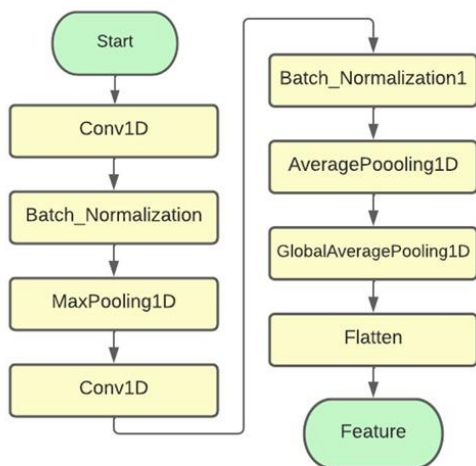 Start
Conv1D
Batch_Normalization
MaxPooling1D
Conv1D
Batch_Normalization1
AveragePoooling1D
GlobalAveragePooling1D
Flatten
Feature